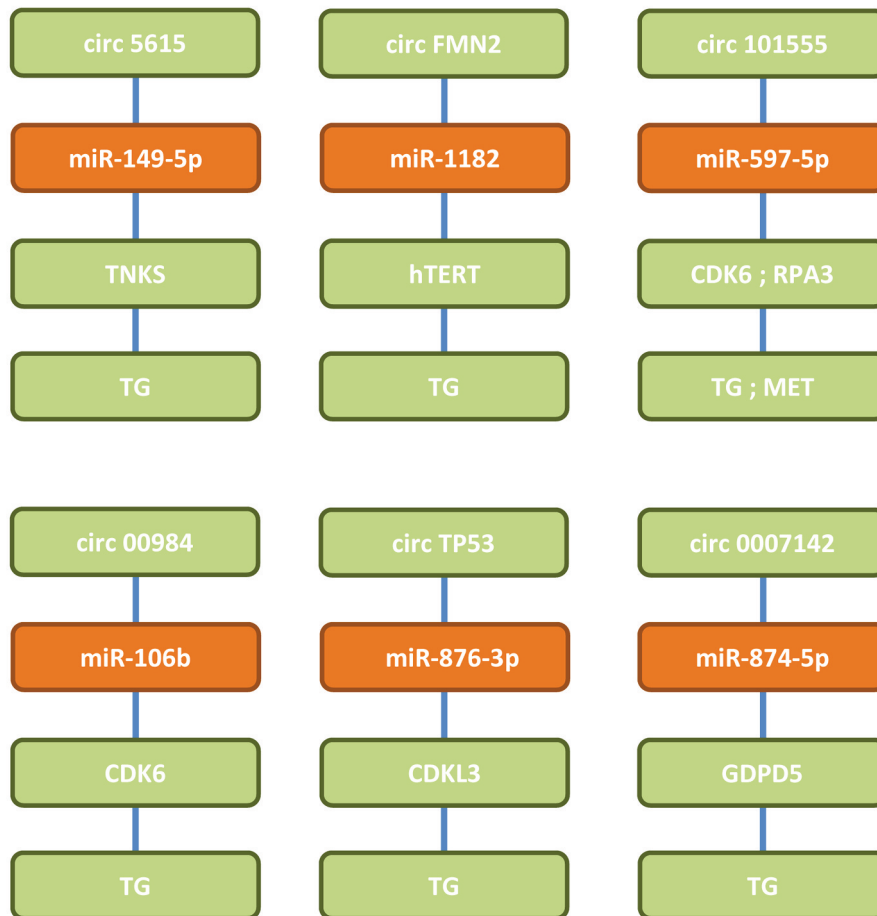 circ 5615
circ FMN2
circ 101555
miR-149-5p
miR-1182
miR-597-5p
TNKS
hTERT
CDK6 ; RPA3
TG
TG
TG ; MET
circ 00984
circ TP53
circ 0007142
miR-106b
miR-876-3p
miR-874-5p
CDK6
CDKL3
GDPD5
TG
TG
TG